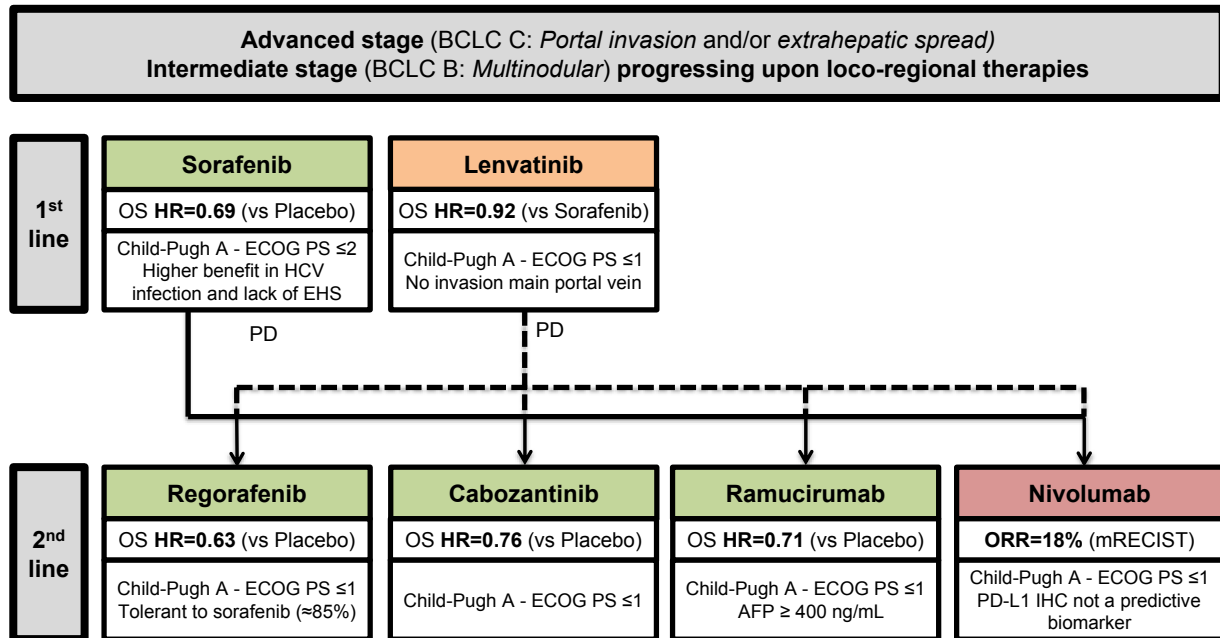 Advanced stage (BCLC C: Portal invasion and/or extrahepatic spread)
Intermediate stage (BCLC B: Multinodular) progressing upon loco-regional therapies
1st
line
Sorafenib
OS HR=0.69 (vs Placebo)
Child-Pugh A - ECOG PS ≤2
Higher benefit in HCV
infection and lack of EHS
Lenvatinib
OS HR=0.92 (vs Sorafenib)
Child-Pugh A - ECOG PS ≤1
No invasion main portal vein
PD
PD
2nd
line
Regorafenib
OS HR=0.63 (vs Placebo)
Child-Pugh A - ECOG PS ≤1
Tolerant to sorafenib (≈85%)
Cabozantinib
OS HR=0.76 (vs Placebo)
Child-Pugh A - ECOG PS ≤1
Ramucirumab
OS HR=0.71 (vs Placebo)
Child-Pugh A - ECOG PS ≤1
AFP ≥ 400 ng/mL
Nivolumab
ORR=18% (mRECIST)
Child-Pugh A - ECOG PS ≤1
PD-L1 IHC not a predictive
biomarker